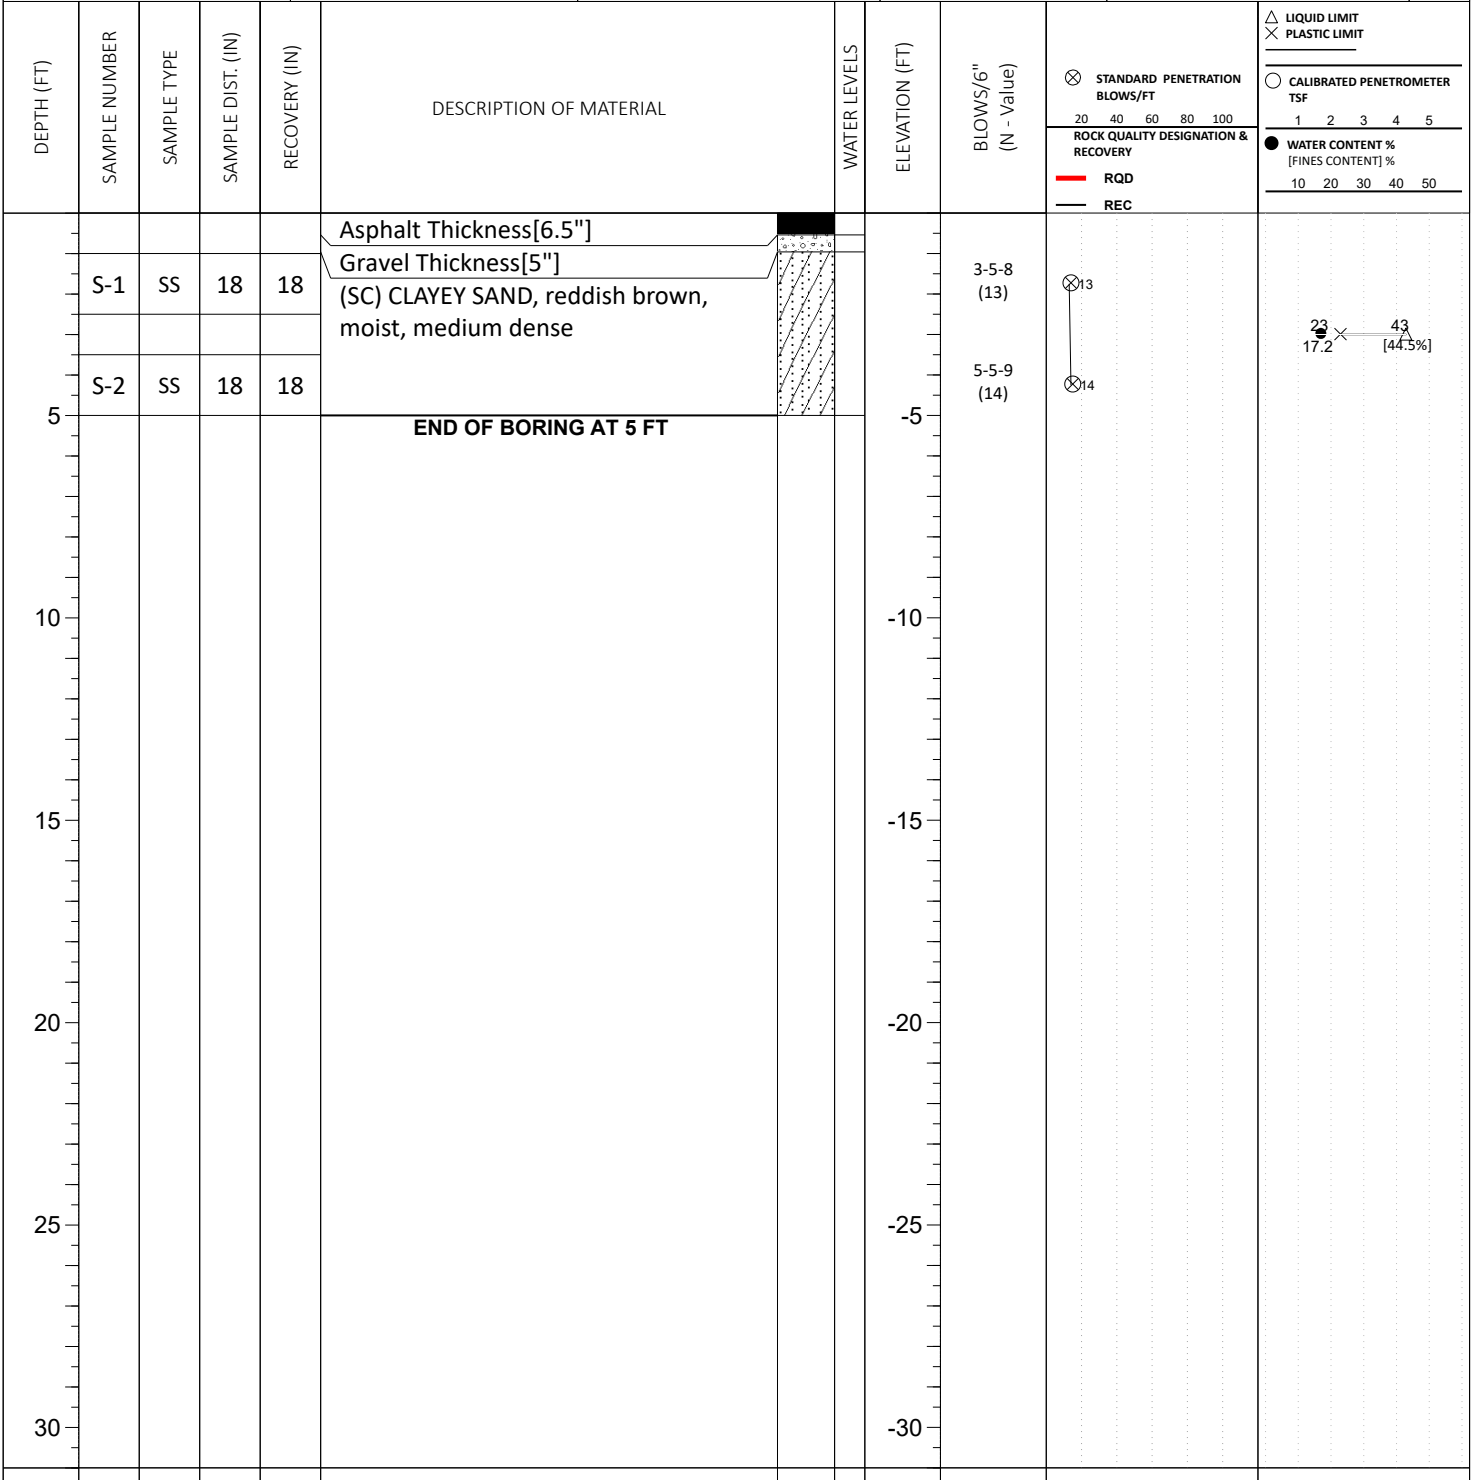 DEPTH (FT)
SAMPLE NUMBER
SAMPLE TYPE
SAMPLE DIST. (IN)
RECOVERY (IN)
DESCRIPTION OF MATERIAL
WATER LEVELS
ELEVATION (FT)
BLOWS/6"
(N - Value)
STANDARD PENETRATION
BLOWS/FT
20 40 60 80 100
ROCK QUALITY DESIGNATION &
RECOVERY
RQD
REC
LIQUID LIMIT
PLASTIC LIMIT
CALIBRATED PENETROMETER
TSF
1 2 3 4 5
WATER CONTENT %
[FINES CONTENT] %
10 20 30 40 50
Asphalt Thickness[6.5"]
Gravel Thickness[5"]
S-1 SS 18 18
(SC) CLAYEY SAND, reddish brown,
moist, medium dense
3-5-8
(13)
13
23 43
17.2 [44.5%]
S-2 SS 18 18
5-5-9
(14)
14
5 -5
END OF BORING AT 5 FT
10 -10
15 -15
20 -20
25 -25
30 -30